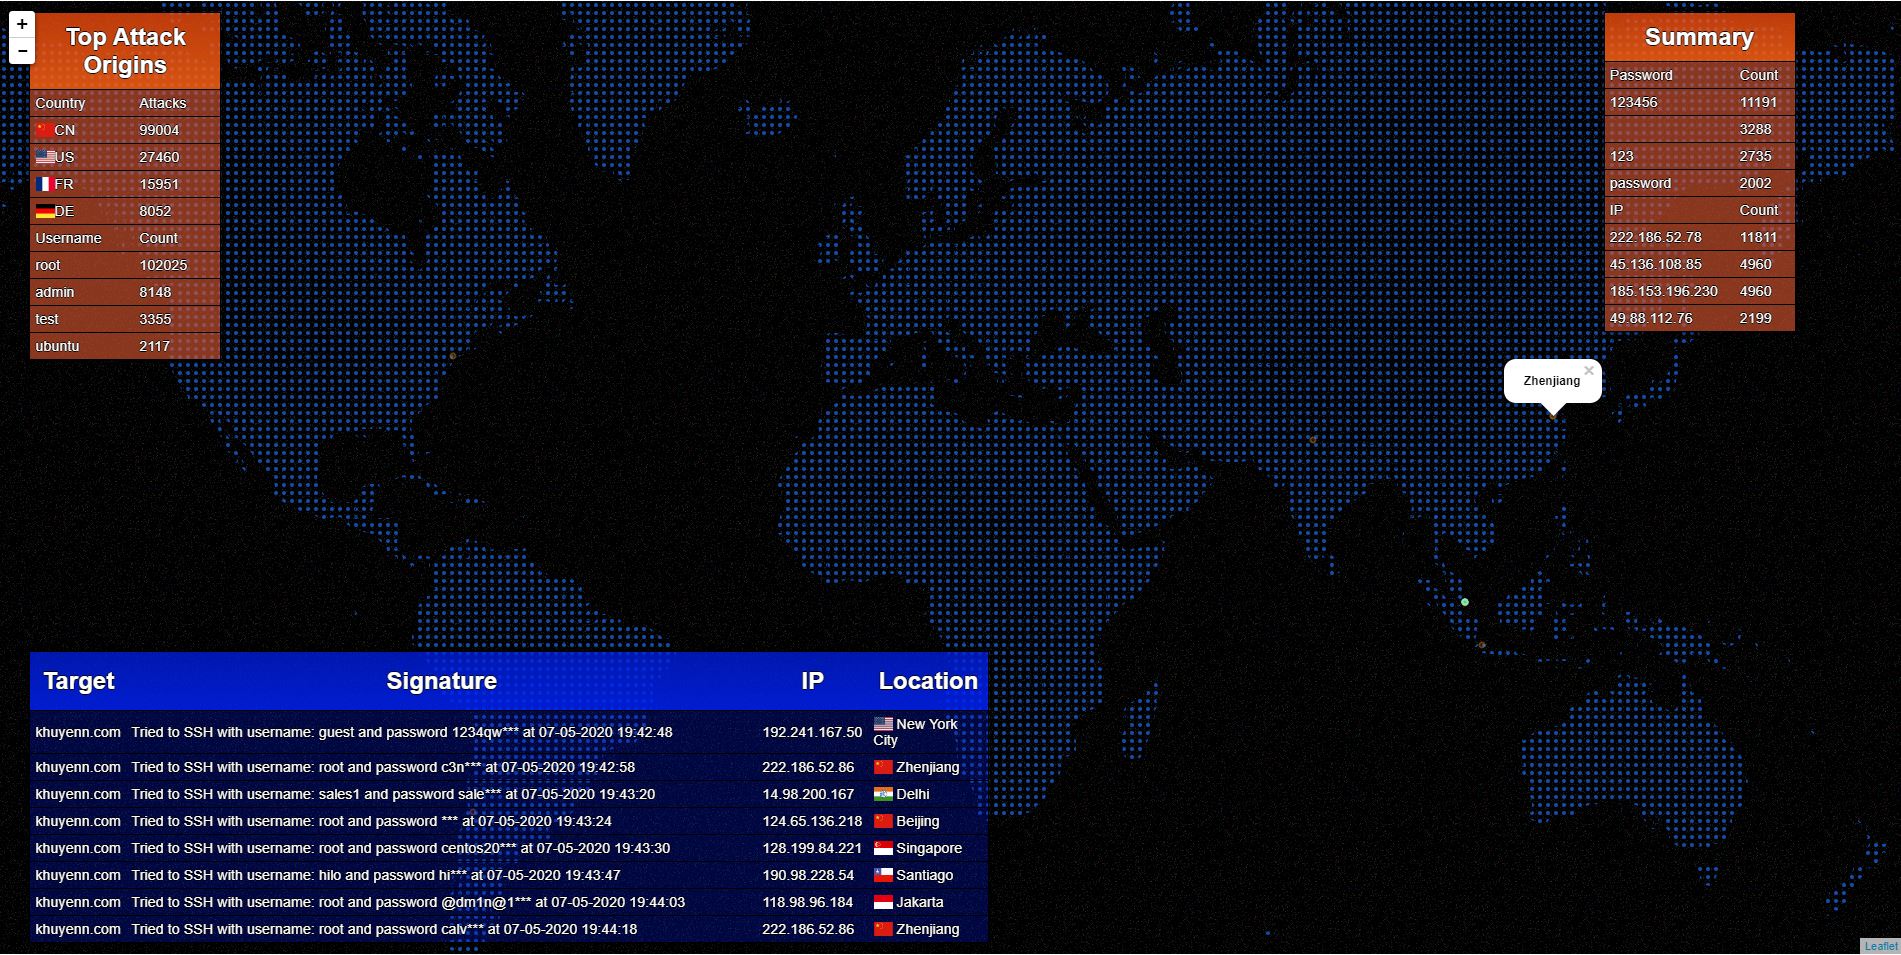 +
−
Top Attack
Origins
Country Attacks
CN 99004
US 27460
FR 15951
DE 8052
Username Count
root 102025
admin 8148
test 3355
ubuntu 2117
Summary
Password Count
123456 11191
3288
123 2735
password 2002
IP Count
222.186.52.78 11811
45.136.108.85 4960
185.153.196.230 4960
49.88.112.76 2199
Zhenjiang ×
Target Signature IP Location
khuyenn.com Tried to SSH with username: guest and password 1234qw*** at 07-05-2020 19:42:48 192.241.167.50 New York
City
khuyenn.com Tried to SSH with username: root and password c3n*** at 07-05-2020 19:42:58 222.186.52.86 Zhenjiang
khuyenn.com Tried to SSH with username: sales1 and password sale*** at 07-05-2020 19:43:20 14.98.200.167 Delhi
khuyenn.com Tried to SSH with username: root and password *** at 07-05-2020 19:43:24 124.65.136.218 Beijing
khuyenn.com Tried to SSH with username: root and password centos20*** at 07-05-2020 19:43:30 128.199.84.221 Singapore
khuyenn.com Tried to SSH with username: hilo and password hi*** at 07-05-2020 19:43:47 190.98.228.54 Santiago
khuyenn.com Tried to SSH with username: root and password @dm1n@1*** at 07-05-2020 19:44:03 118.98.96.184 Jakarta
khuyenn.com Tried to SSH with username: root and password calv*** at 07-05-2020 19:44:18 222.186.52.86 Zhenjiang
Leaflet